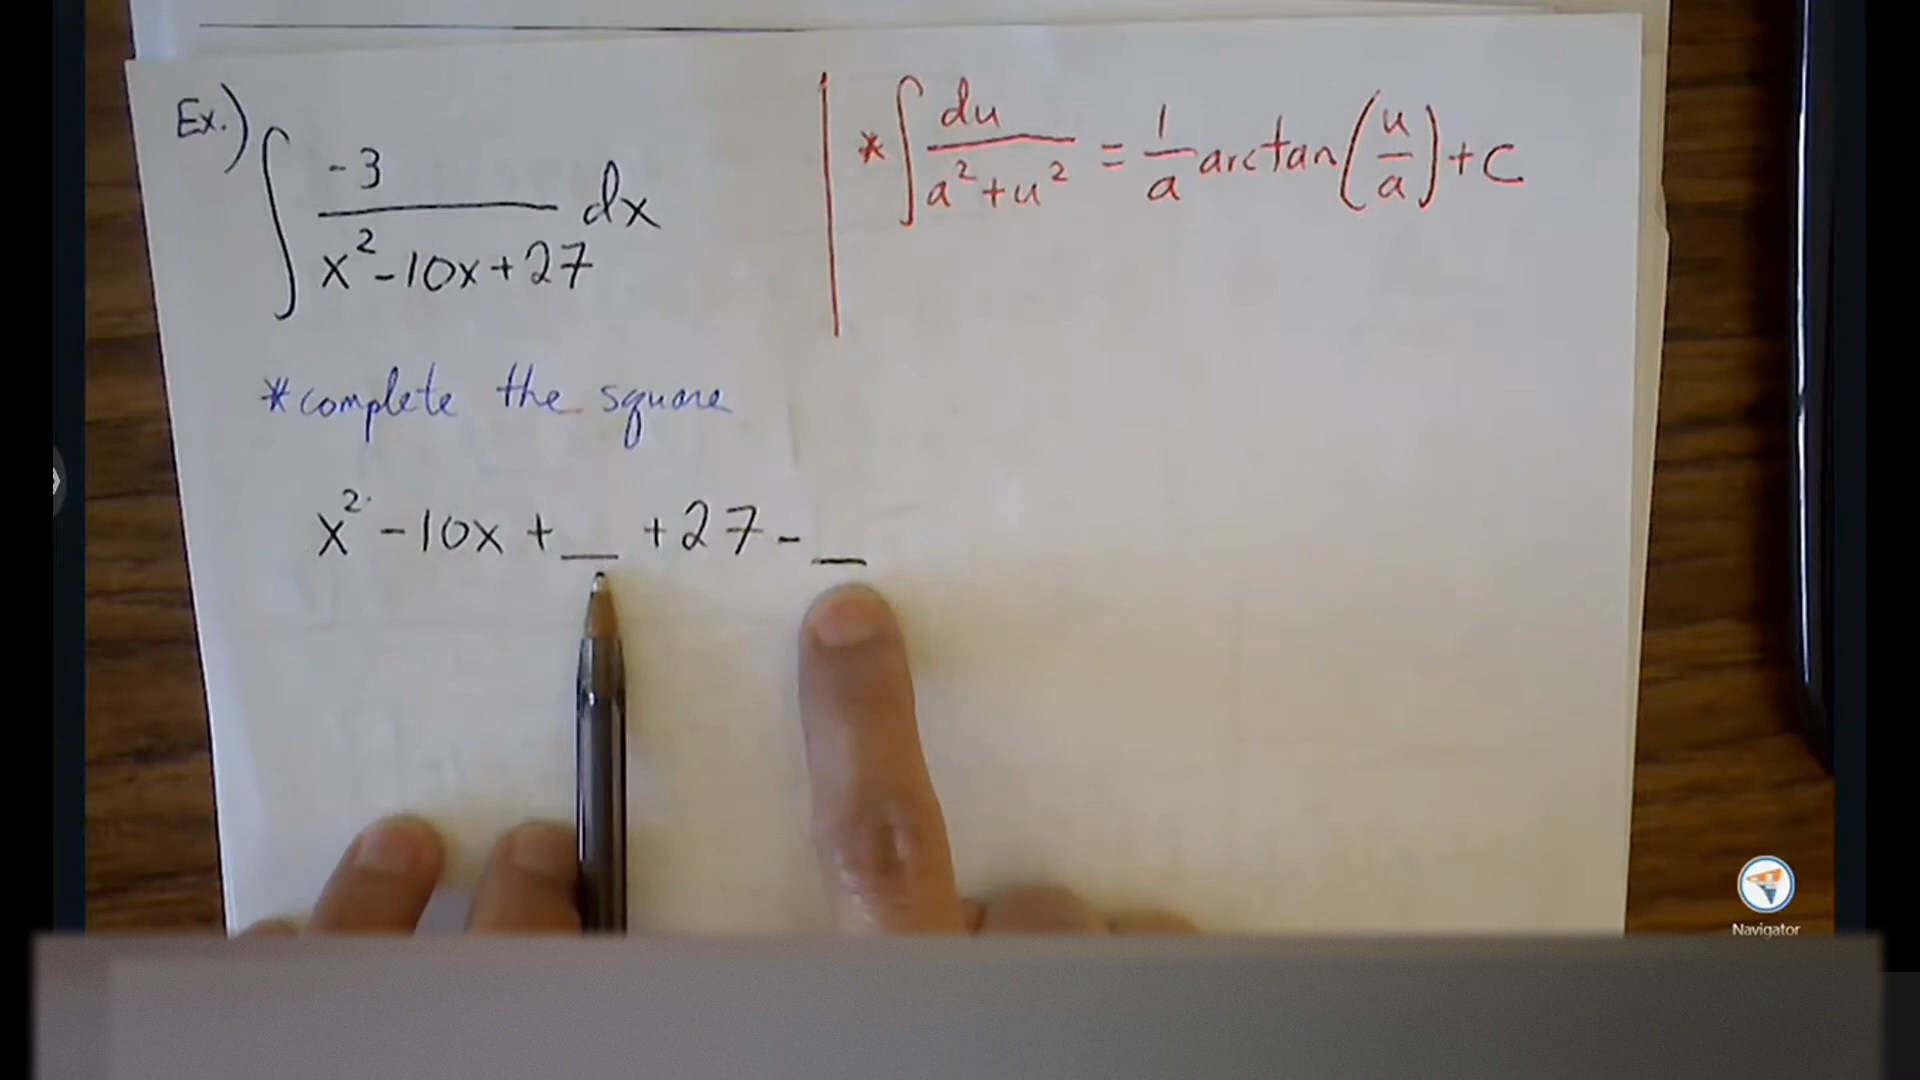 Ex.) ∫ -3 / (x² - 10x + 27) dx
* ∫ du / (a² + u²) = 1/a arctan(u/a) + C
*complete the square
x² - 10x + __ + 27 - __
Navigator